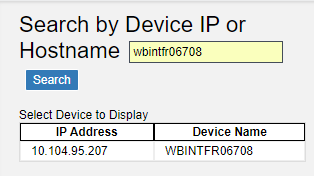 Search by Device IP or
Hostname wbintfr06708
Search
Select Device to Display
IP Address Device Name
10.104.95.207 WBINTFR06708